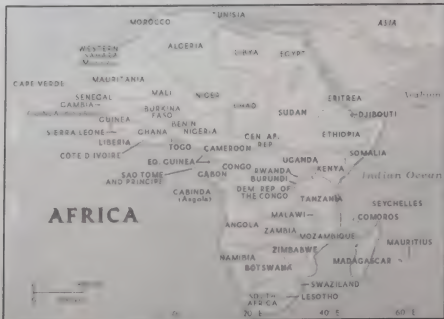 TUNISIA
MOROCCO
ASIA
ALGERIA
LIBYA
EGYPT
WESTERN
SAHARA
CAPE VERDE
MAURITANIA
MALI
NIGER
CHAD
SUDAN
ERITREA
DJIBOUTI
SENEGAL
GAMBIA
GUINEA
BURKINA
FASO
BENIN
NIGERIA
SIERRA LEONE
GHANA
TOGO
LIBERIA
COTE D'IVOIRE
CAMEROON
CEN. AF.
REP.
ETHIOPIA
SOMALIA
EQ. GUINEA
SAO TOME
AND PRINCIPE
GABON
CONGO
UGANDA
KENYA
RWANDA
BURUNDI
DEM REP OF
THE CONGO
Indian Ocean
CABINDA
(Angola)
TANZANIA
SEYCHELLES
AFRICA
ANGOLA
MALAWI
ZAMBIA
MOZAMBIQUE
COMOROS
MAURITIUS
ZIMBABWE
MADAGASCAR
NAMIBIA
BOTSWANA
SWAZILAND
SOUTH
AFRICA
LESOTHO
20 E
40 E
60 E